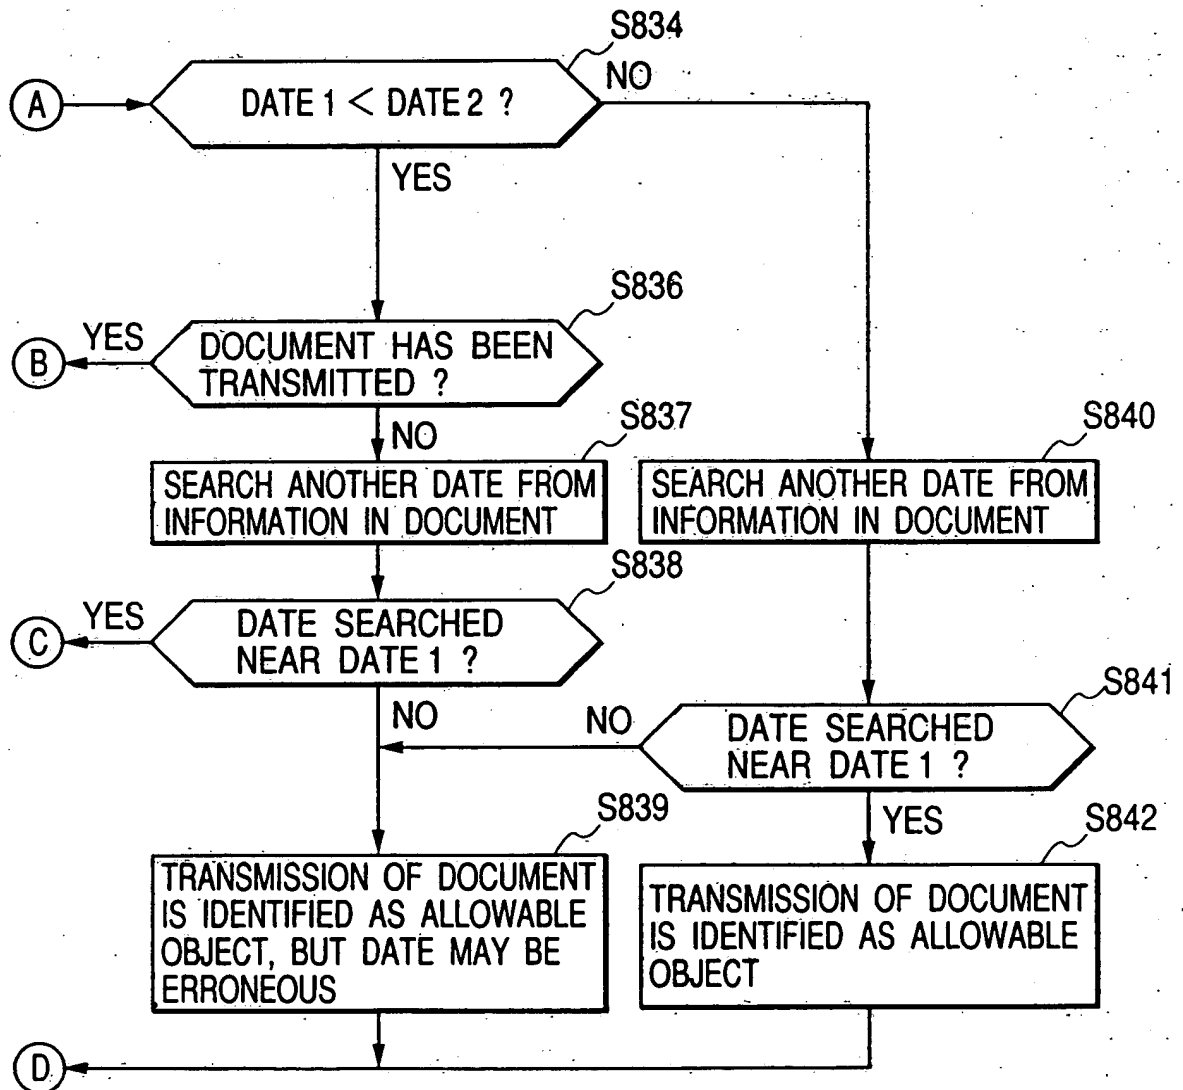 S834
A
DATE 1 < DATE 2 ?
NO
YES
S836
B
YES
DOCUMENT HAS BEEN
TRANSMITTED ?
NO
S837
SEARCH ANOTHER DATE FROM
INFORMATION IN DOCUMENT
S840
SEARCH ANOTHER DATE FROM
INFORMATION IN DOCUMENT
S838
C
YES
DATE SEARCHED
NEAR DATE 1 ?
NO
S841
NO
DATE SEARCHED
NEAR DATE 1 ?
YES
S839
TRANSMISSION OF DOCUMENT
IS IDENTIFIED AS ALLOWABLE
OBJECT, BUT DATE MAY BE
ERRONEOUS
S842
TRANSMISSION OF DOCUMENT
IS IDENTIFIED AS ALLOWABLE
OBJECT
D